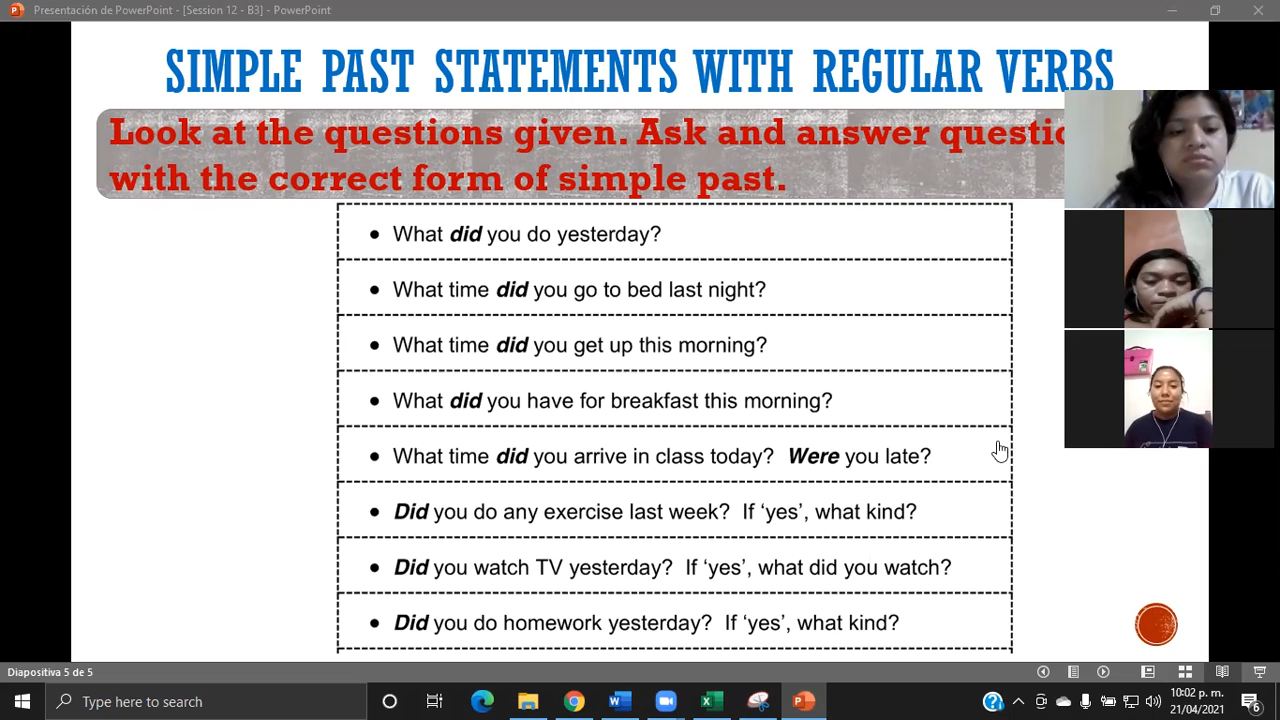 Presentación de PowerPoint - [Session 12 - B3] - PowerPoint
SIMPLE PAST STATEMENTS WITH REGULAR VERBS
Look at the questions given. Ask and answer questio
with the correct form of simple past.
• What did you do yesterday?
• What time did you go to bed last night?
• What time did you get up this morning?
• What did you have for breakfast this morning?
• What time did you arrive in class today? Were you late?
• Did you do any exercise last week? If ‘yes’, what kind?
• Did you watch TV yesterday? If ‘yes’, what did you watch?
• Did you do homework yesterday? If ‘yes’, what kind?
Diapositiva 5 de 5
Type here to search
10:02 p. m.
21/04/2021
6